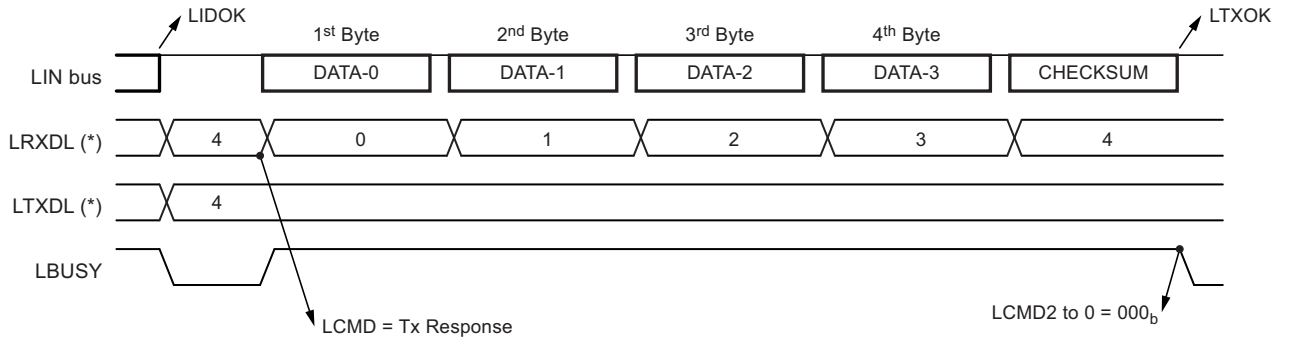 LIDOK
LTXOK
1st Byte 2nd Byte 3rd Byte 4th Byte
LIN bus DATA-0 DATA-1 DATA-2 DATA-3 CHECKSUM
LRXDL (*) 4 0 1 2 3 4
LTXDL (*) 4
LBUSY
LCMD = Tx Response
LCMD2 to 0 = 000b